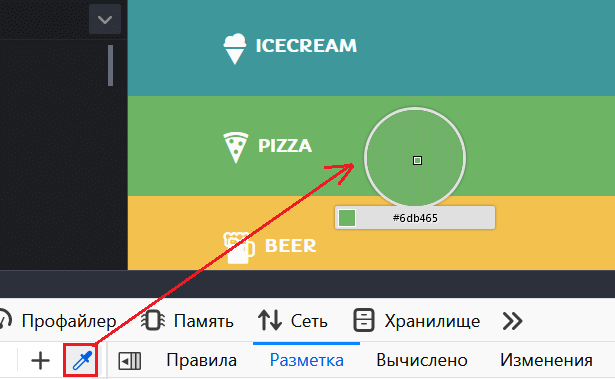 ICECREAM
PIZZA
#6db465
BEER
Профайлер Память Сеть Хранилище
Правила Разметка Вычислено Изменения